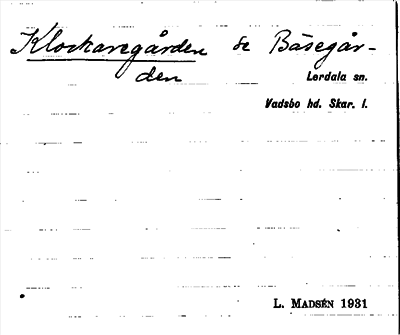 Klockaregården se Båsegår-
den
Lerdala sn.
Vadsbo hd. Skar. l.
L. MADSÉN 1931